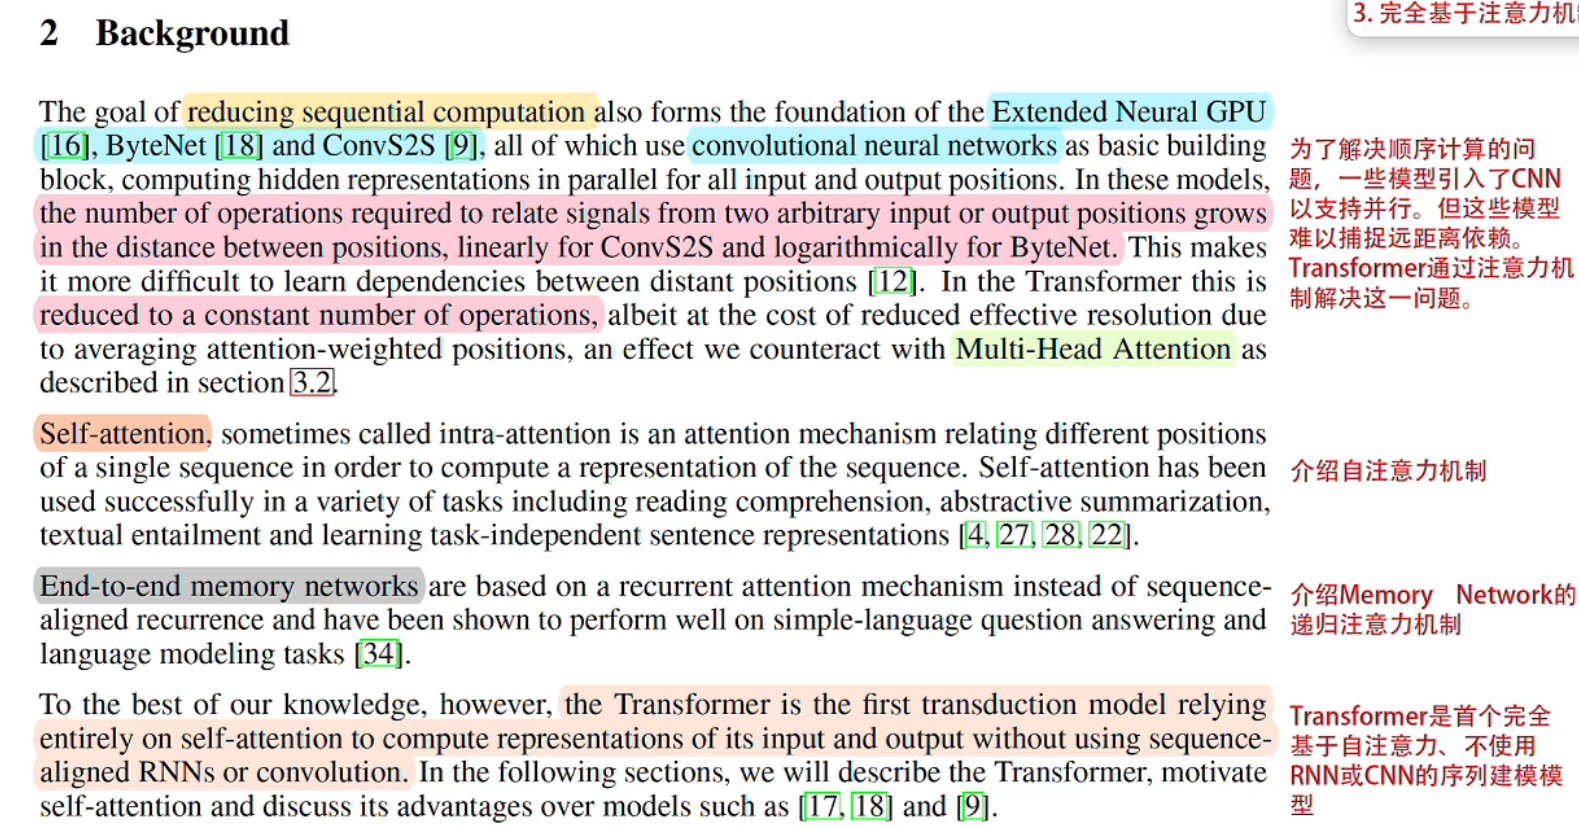 3. 完全基于注意力机
2 Background
The goal of reducing sequential computation also forms the foundation of the Extended Neural GPU
[16], ByteNet [18] and ConvS2S [9], all of which use convolutional neural networks as basic building
block, computing hidden representations in parallel for all input and output positions. In these models,
the number of operations required to relate signals from two arbitrary input or output positions grows
in the distance between positions, linearly for ConvS2S and logarithmically for ByteNet. This makes
it more difficult to learn dependencies between distant positions [12]. In the Transformer this is
reduced to a constant number of operations, albeit at the cost of reduced effective resolution due
to averaging attention-weighted positions, an effect we counteract with Multi-Head Attention as
described in section 3.2.
为了解决顺序计算的问
题，一些模型引入了CNN
以支持并行。但这些模型
难以捕捉远距离依赖。
Transformer通过注意力机
制解决这一问题。
Self-attention, sometimes called intra-attention is an attention mechanism relating different positions
of a single sequence in order to compute a representation of the sequence. Self-attention has been
used successfully in a variety of tasks including reading comprehension, abstractive summarization,
textual entailment and learning task-independent sentence representations [4, 27, 28, 22].
介绍自注意力机制
End-to-end memory networks are based on a recurrent attention mechanism instead of sequence-
aligned recurrence and have been shown to perform well on simple-language question answering and
language modeling tasks [34].
介绍Memory Network的
递归注意力机制
To the best of our knowledge, however, the Transformer is the first transduction model relying
entirely on self-attention to compute representations of its input and output without using sequence-
aligned RNNs or convolution. In the following sections, we will describe the Transformer, motivate
self-attention and discuss its advantages over models such as [17, 18] and [9].
Transformer是首个完全
基于自注意力、不使用
RNN或CNN的序列建模模
型